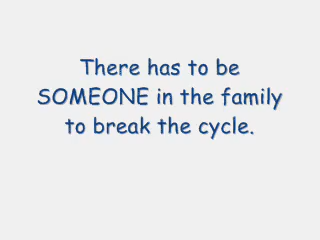 There has to be
SOMEONE in the family
to break the cycle.